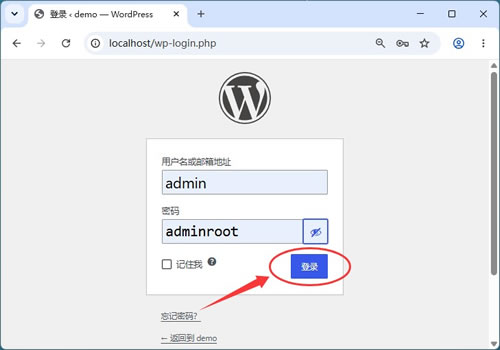 登录 ‹ demo — WordPress
localhost/wp-login.php
用户名或邮箱地址
admin
密码
adminroot
记住我
登录
忘记密码？
← 返回到 demo